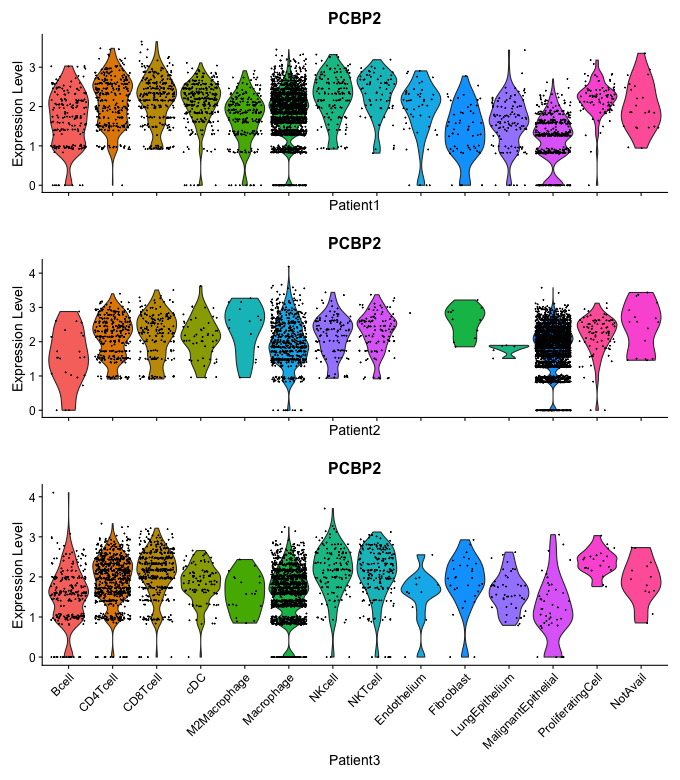 PCBP2
Expression Level
3
2
1
0
Patient1
PCBP2
Expression Level
4
3
2
1
0
Patient2
PCBP2
Expression Level
4
3
2
1
0
Bcell
CD4Tcell
CD8Tcell
cDC
M2Macrophage
Macrophage
NKcell
NKTcell
Endothelium
Fibroblast
LungEpithelium
MalignantEpithelial
ProliferatingCell
NotAvail
Patient3